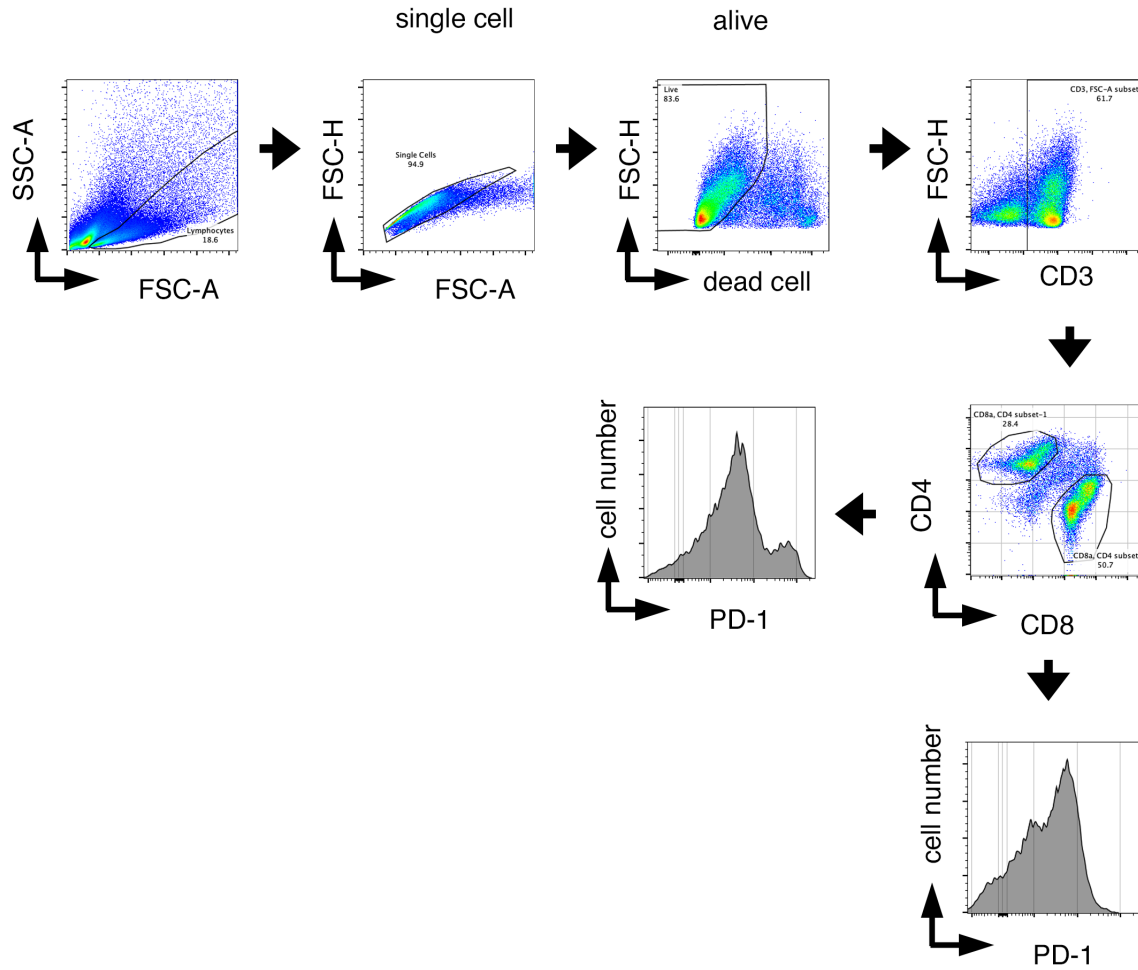 single cell
alive
SSC-A
Lymphocytes
18.6
FSC-A
FSC-H
Single Cells
94.9
FSC-A
FSC-H
Live
83.6
dead cell
FSC-H
CD3, FSC-A subset
61.7
CD3
cell number
PD-1
CD4
CD8a, CD4 subset-1
28.4
CD8a, CD4 subset
50.7
CD8
cell number
PD-1